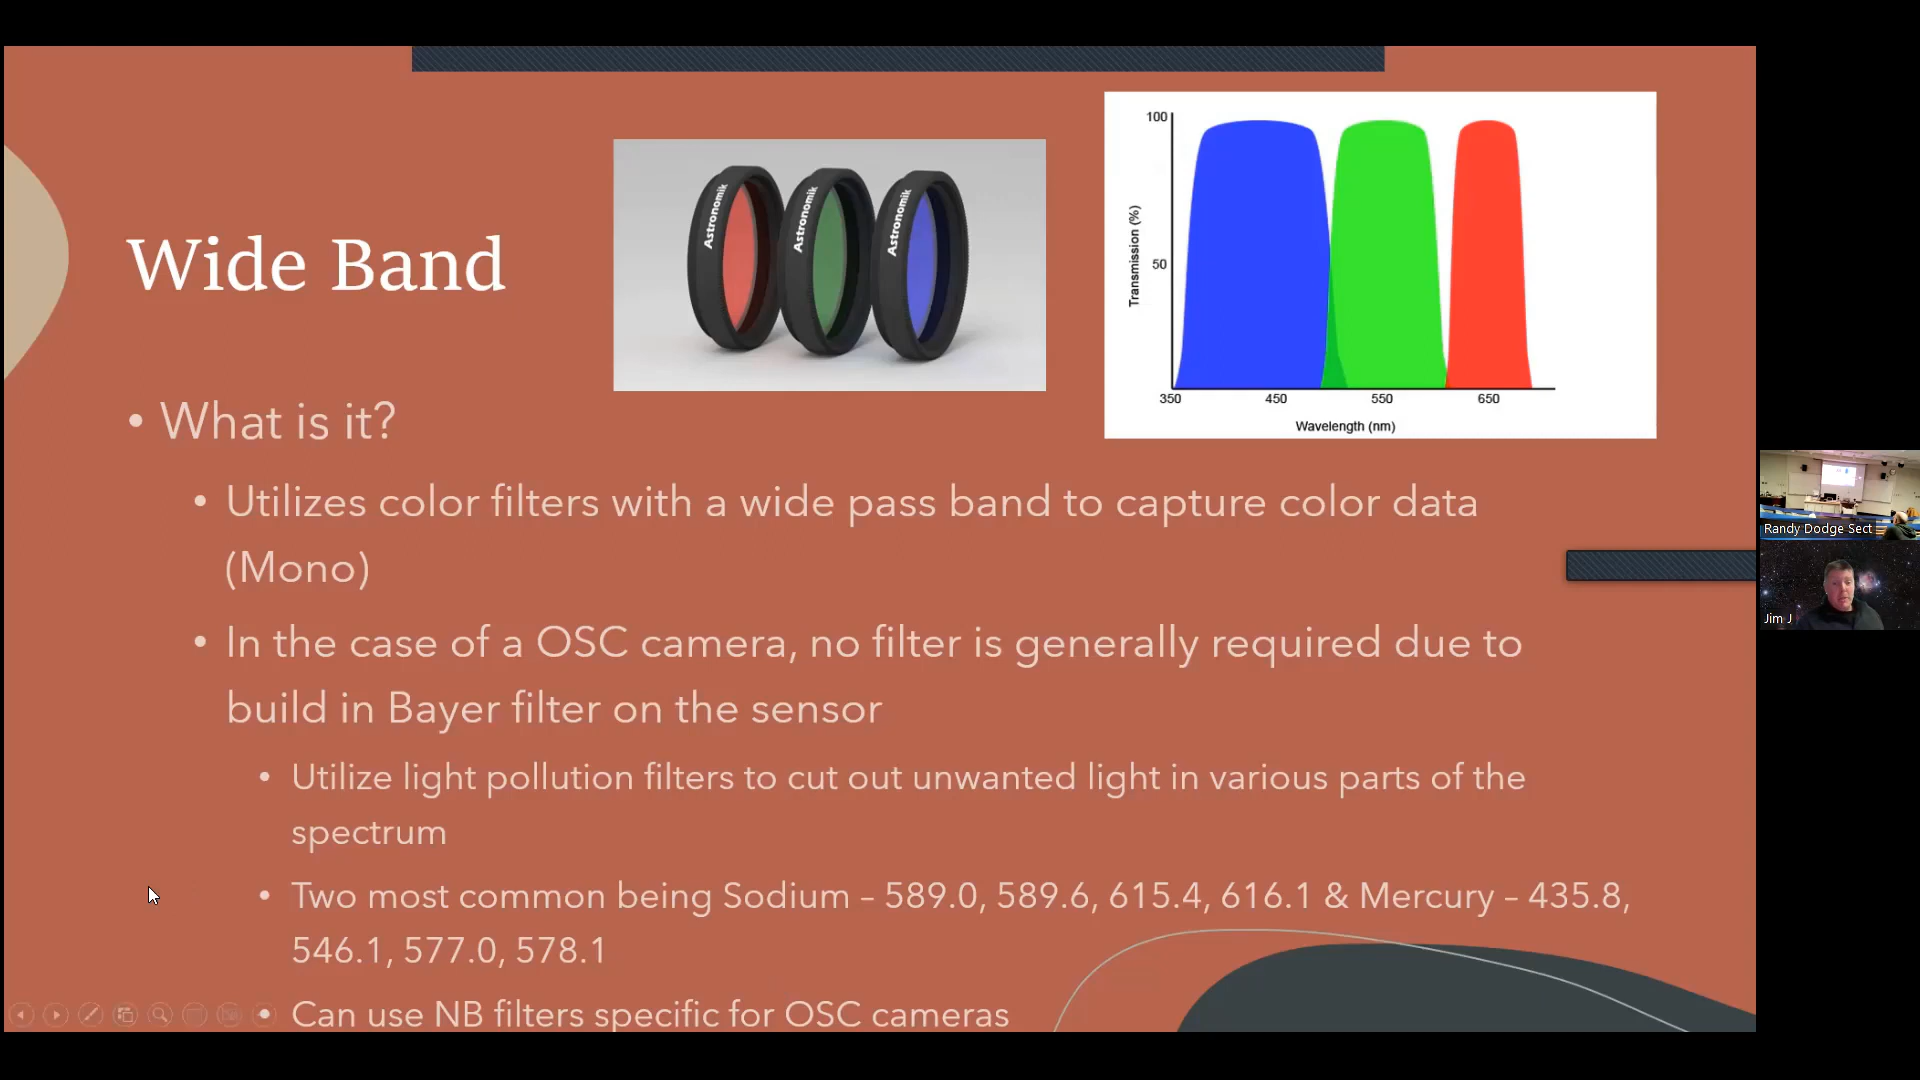 Wide Band
Astronomik
Astronomik
Astronomik
100
50
Transmission (%)
350 450 550 650
Wavelength (nm)
• What is it?
• Utilizes color filters with a wide pass band to capture color data
(Mono)
• In the case of a OSC camera, no filter is generally required due to
build in Bayer filter on the sensor
• Utilize light pollution filters to cut out unwanted light in various parts of the
spectrum
• Two most common being Sodium – 589.0, 589.6, 615.4, 616.1 & Mercury – 435.8,
546.1, 577.0, 578.1
• Can use NB filters specific for OSC cameras
Randy Dodge Sect
Jim J